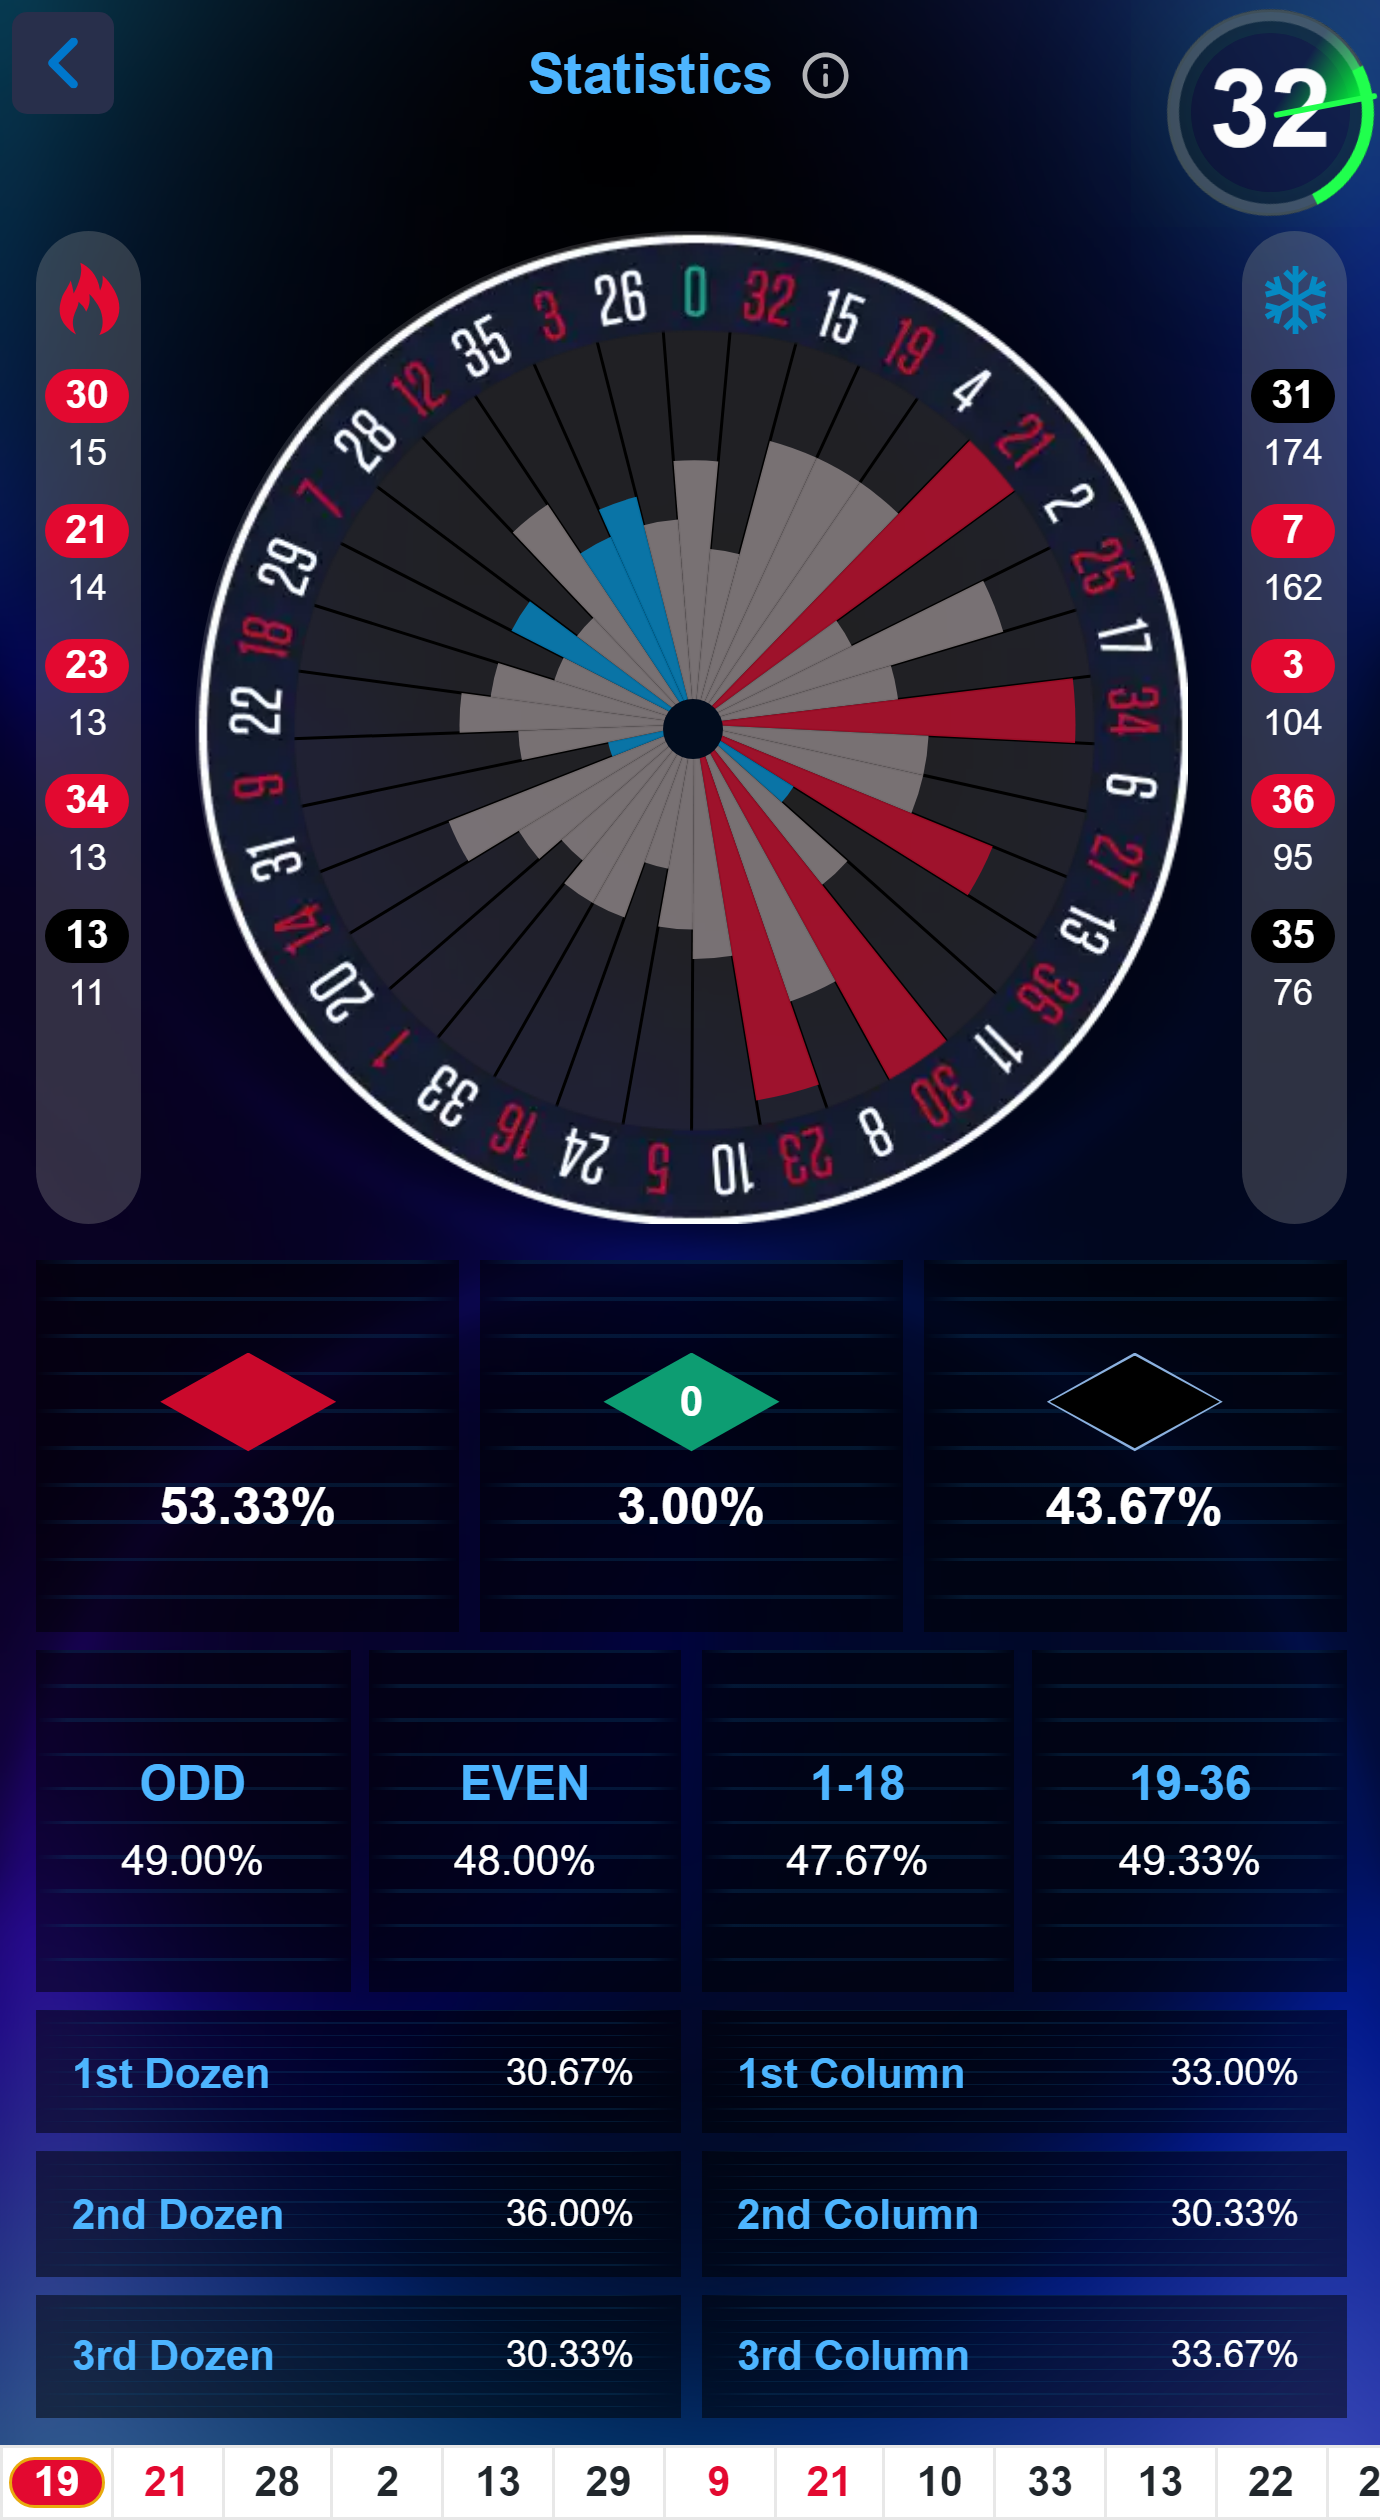 Statistics
32
0 32 15 19 4 21 2 25 17 34 6 27 13 36 11 30 8 23 10 5 24 16 33 1 20 14 31 9 22 18 29 7 28 12 35 3 26
30
15
21
14
23
13
34
13
13
11
31
174
7
162
3
104
36
95
35
76
0
53.33% 3.00% 43.67%
ODD EVEN 1-18 19-36
49.00% 48.00% 47.67% 49.33%
1st Dozen 30.67% 1st Column 33.00%
2nd Dozen 36.00% 2nd Column 30.33%
3rd Dozen 30.33% 3rd Column 33.67%
19 21 28 2 13 29 9 21 10 33 13 22